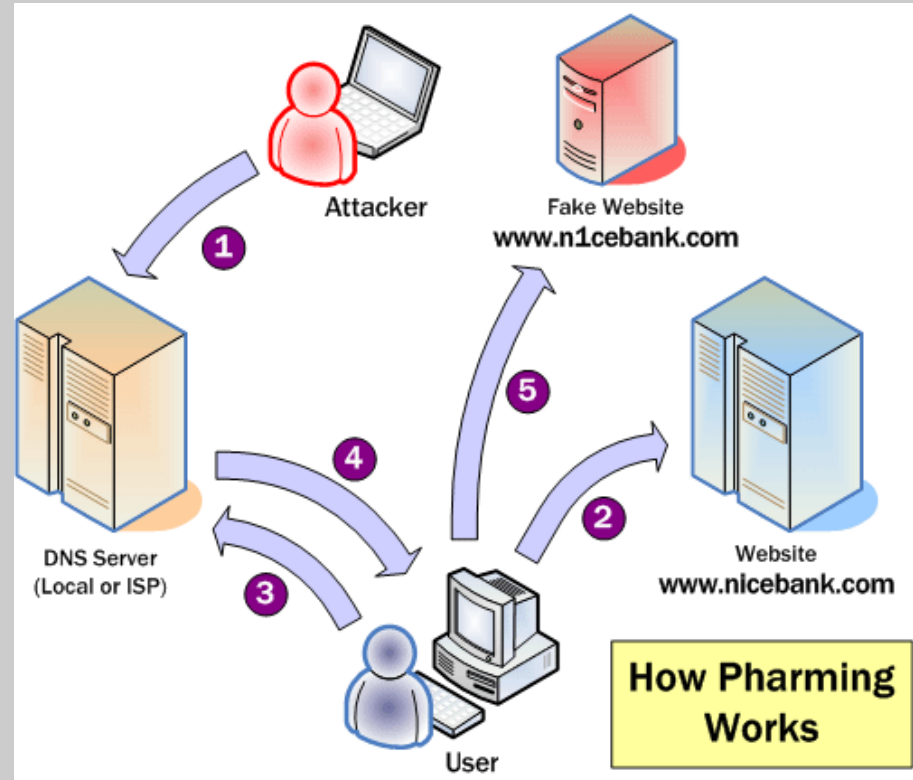 Attacker
Fake Website
www.n1cebank.com
1
5
4
2
DNS Server
(Local or ISP)
3
Website
www.nicebank.com
User
How Pharming
Works